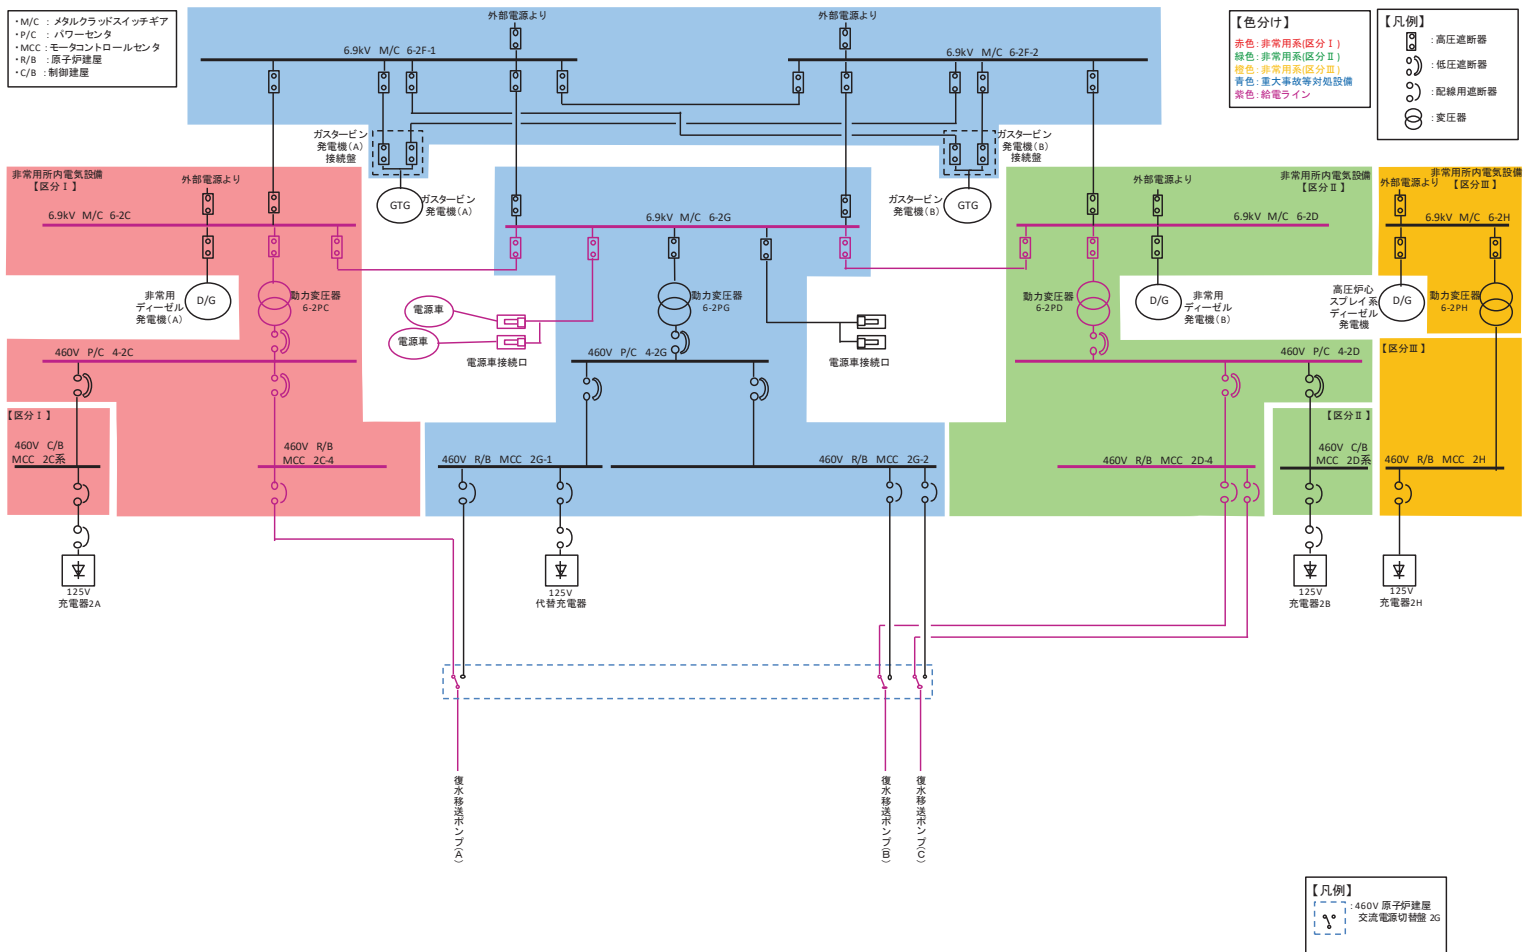 ・M/C ：メタルクラッドスイッチギア
・P/C ：パワーセンタ
・MCC：モータコントロールセンタ
・R/B ：原子炉建屋
・C/B ：制御建屋
外部電源より
外部電源より
6.9kV M/C 6-2F-1
6.9kV M/C 6-2F-2
【色分け】
赤色：非常用系(区分Ⅰ)
緑色：非常用系(区分Ⅱ)
橙色：非常用系(区分Ⅲ)
青色：重大事故等対処設備
紫色：給電ライン
【凡例】
：高圧遮断器
：低圧遮断器
：配線用遮断器
：変圧器
ガスタービン
発電機(A)
接続盤
ガスタービン
発電機(B)
接続盤
GTG
ガスタービン
発電機(A)
ガスタービン
発電機(B)
GTG
非常用所内電気設備
【区分Ⅰ】
外部電源より
6.9kV M/C 6-2C
6.9kV M/C 6-2G
非常用所内電気設備
【区分Ⅱ】
外部電源より
6.9kV M/C 6-2D
非常用所内電気設備
【区分Ⅲ】
外部電源より
6.9kV M/C 6-2H
非常用
ディーゼル
発電機(A)
D/G
動力変圧器
6-2PC
電源車
電源車
電源車接続口
動力変圧器
6-2PG
電源車接続口
動力変圧器
6-2PD
D/G
非常用
ディーゼル
発電機(B)
高圧炉心
スプレイ系
ディーゼル
発電機
D/G
動力変圧器
6-2PH
460V P/C 4-2C
460V P/C 4-2G
460V P/C 4-2D
【区分Ⅲ】
【区分Ⅰ】
【区分Ⅱ】
460V C/B
MCC 2C系
460V R/B
MCC 2C-4
460V R/B MCC 2G-1
460V R/B MCC 2G-2
460V R/B MCC 2D-4
460V C/B
MCC 2D系
460V R/B MCC 2H
125V
充電器2A
125V
代替充電器
125V
充電器2B
125V
充電器2H
復水移送ポンプ(A)
復水移送ポンプ(B)
復水移送ポンプ(C)
【凡例】
：460V 原子炉建屋
交流電源切替盤 2G